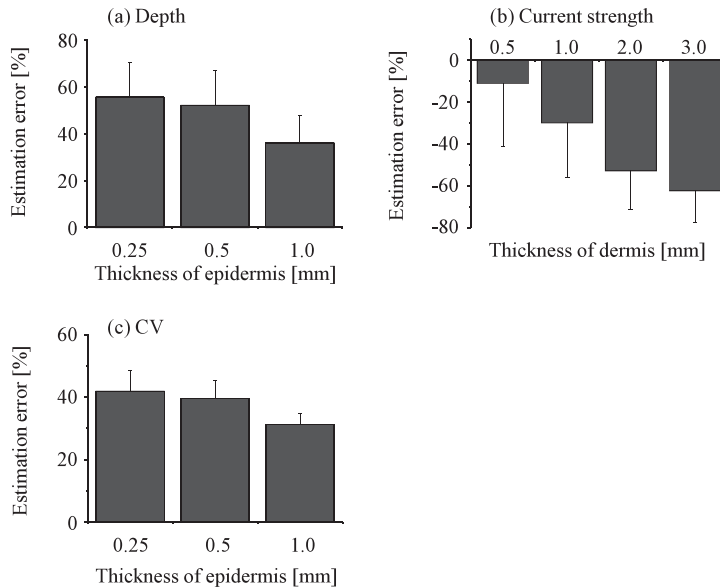 (a) Depth
Estimation error [%]
80
60
40
20
0
0.25 0.5 1.0
Thickness of epidermis [mm]
(b) Current strength
Estimation error [%]
0.5 1.0 2.0 3.0
0
-20
-40
-60
-80
Thickness of dermis [mm]
(c) CV
Estimation error [%]
60
40
20
0
0.25 0.5 1.0
Thickness of epidermis [mm]